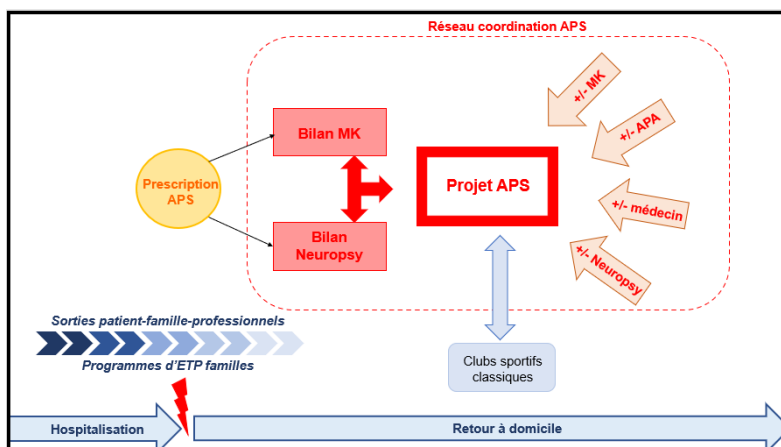 Réseau coordination APS
+/- MK
+/- APA
Bilan MK
Prescription
APS
Projet APS
+/- médecin
Bilan
Neuropsy
+/- Neuropsy
Sorties patient-famille-professionnels
Programmes d'ETP familles
Clubs sportifs
classiques
Hospitalisation
Retour à domicile